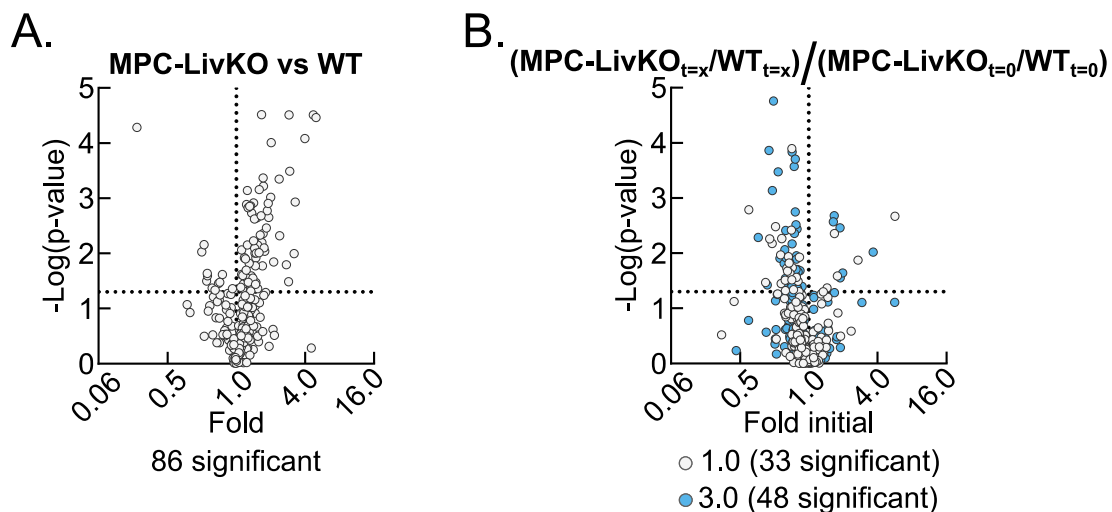 A.
MPC-LivKO vs WT
5
4
3
2
1
0
-Log(p-value)
0.06
0.5
1.0
4.0
16.0
Fold
86 significant
B.
(MPC-LivKOt=x/WTt=x)/(MPC-LivKOt=0/WTt=0)
5
4
3
2
1
0
-Log(p-value)
0.06
0.5
1.0
4.0
16.0
Fold initial
1.0 (33 significant)
3.0 (48 significant)